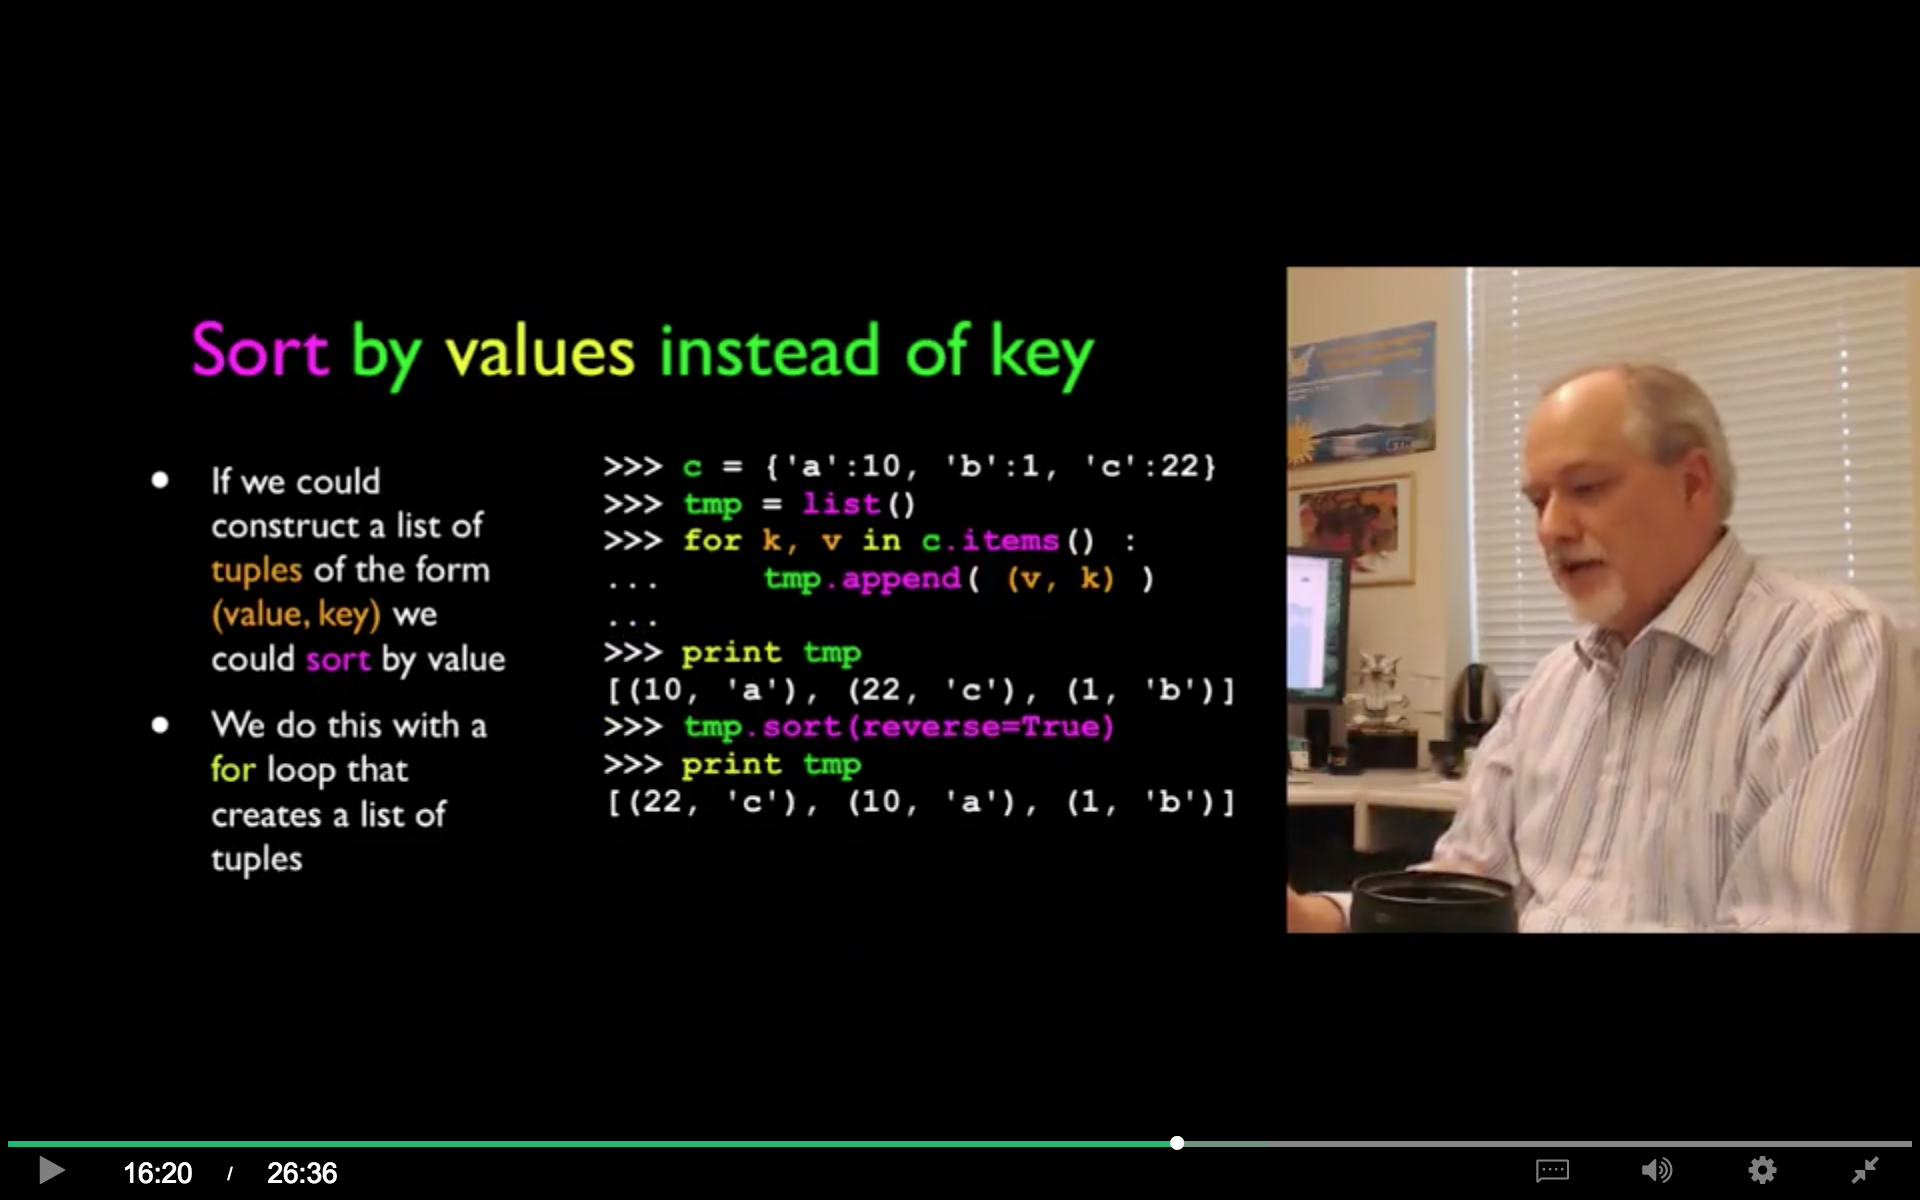 Sort by values instead of key
• If we could
construct a list of
tuples of the form
(value, key) we
could sort by value
• We do this with a
for loop that
creates a list of
tuples
>>> c = {'a':10, 'b':1, 'c':22}
>>> tmp = list()
>>> for k, v in c.items() :
...     tmp.append( (v, k) )
...
>>> print tmp
[(10, 'a'), (22, 'c'), (1, 'b')]
>>> tmp.sort(reverse=True)
>>> print tmp
[(22, 'c'), (10, 'a'), (1, 'b')]
16:20 / 26:36